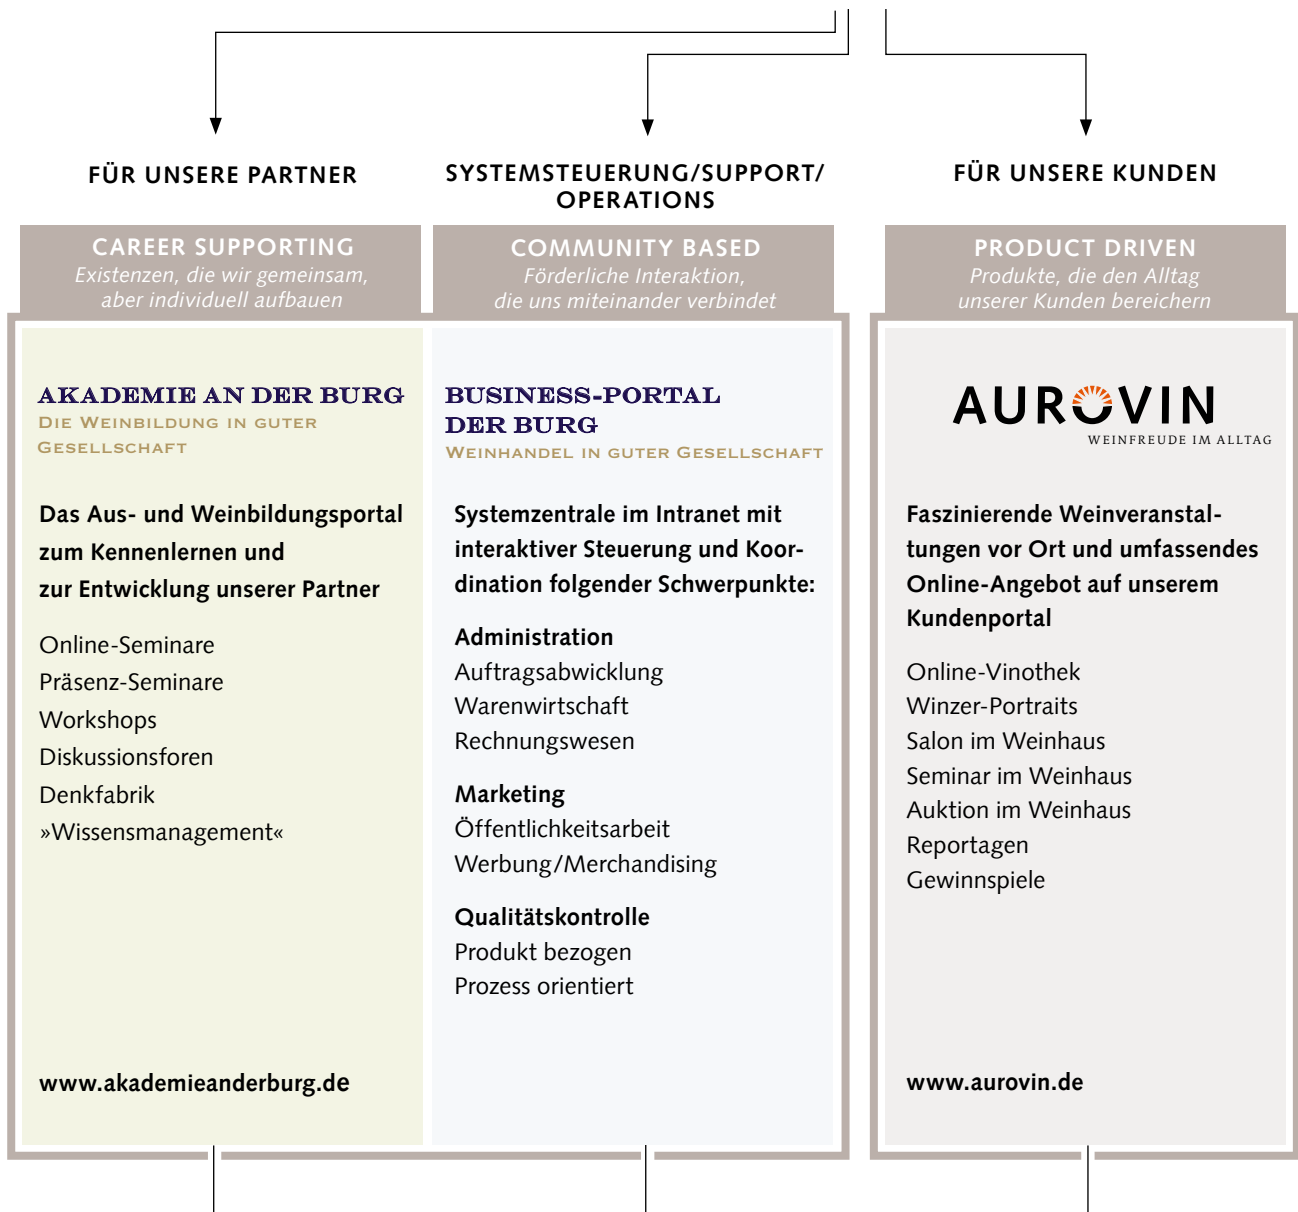 FÜR UNSERE PARTNER
CAREER SUPPORTING
Existenzen, die wir gemeinsam,
aber individuell aufbauen
AKADEMIE AN DER BURG
DIE WEINBILDUNG IN GUTER
GESELLSCHAFT
Das Aus- und Weinbildungsportal
zum Kennenlernen und
zur Entwicklung unserer Partner
Online-Seminare
Präsenz-Seminare
Workshops
Diskussionsforen
Denkfabrik
»Wissensmanagement«
www.akademieanderburg.de
SYSTEMSTEUERUNG/SUPPORT/
OPERATIONS
COMMUNITY BASED
Förderliche Interaktion,
die uns miteinander verbindet
BUSINESS-PORTAL
DER BURG
WEINHANDEL IN GUTER GESELLSCHAFT
Systemzentrale im Intranet mit
interaktiver Steuerung und Koor-
dination folgender Schwerpunkte:
Administration
Auftragsabwicklung
Warenwirtschaft
Rechnungswesen
Marketing
Öffentlichkeitsarbeit
Werbung/Merchandising
Qualitätskontrolle
Produkt bezogen
Prozess orientiert
FÜR UNSERE KUNDEN
PRODUCT DRIVEN
Produkte, die den Alltag
unserer Kunden bereichern
AUROVIN
WEINFREUDE IM ALLTAG
Faszinierende Weinveranstal-
tungen vor Ort und umfassendes
Online-Angebot auf unserem
Kundenportal
Online-Vinothek
Winzer-Portraits
Salon im Weinhaus
Seminar im Weinhaus
Auktion im Weinhaus
Reportagen
Gewinnspiele
www.aurovin.de